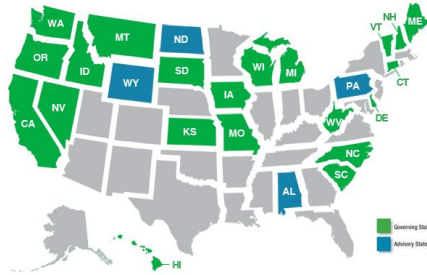 WA
MT
ND
OR
ID
SD
WY
WI
MI
VT
NH
ME
CT
NV
IA
PA
CA
KS
MO
WV
DE
NC
SC
AL
HI
Governing Stat
Advisory State